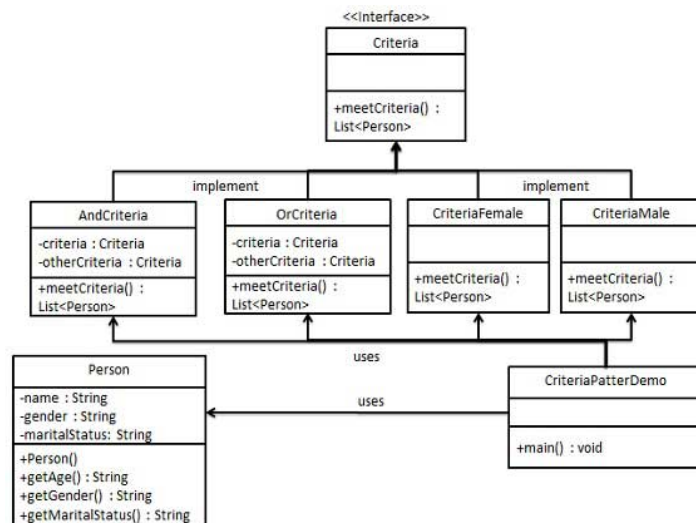 <<Interface>>
Criteria
+meetCriteria() :
List<Person>
implement
implement
AndCriteria
-criteria : Criteria
-otherCriteria : Criteria
+meetCriteria() :
List<Person>
OrCriteria
-criteria : Criteria
-otherCriteria : Criteria
+meetCriteria() :
List<Person>
CriteriaFemale
+meetCriteria() :
List<Person>
CriteriaMale
+meetCriteria() :
List<Person>
uses
Person
-name : String
-gender : String
-maritalStatus: String
+Person()
+getAge() : String
+getGender() : String
+getMaritalStatus() : String
uses
CriteriaPatterDemo
+main() : void